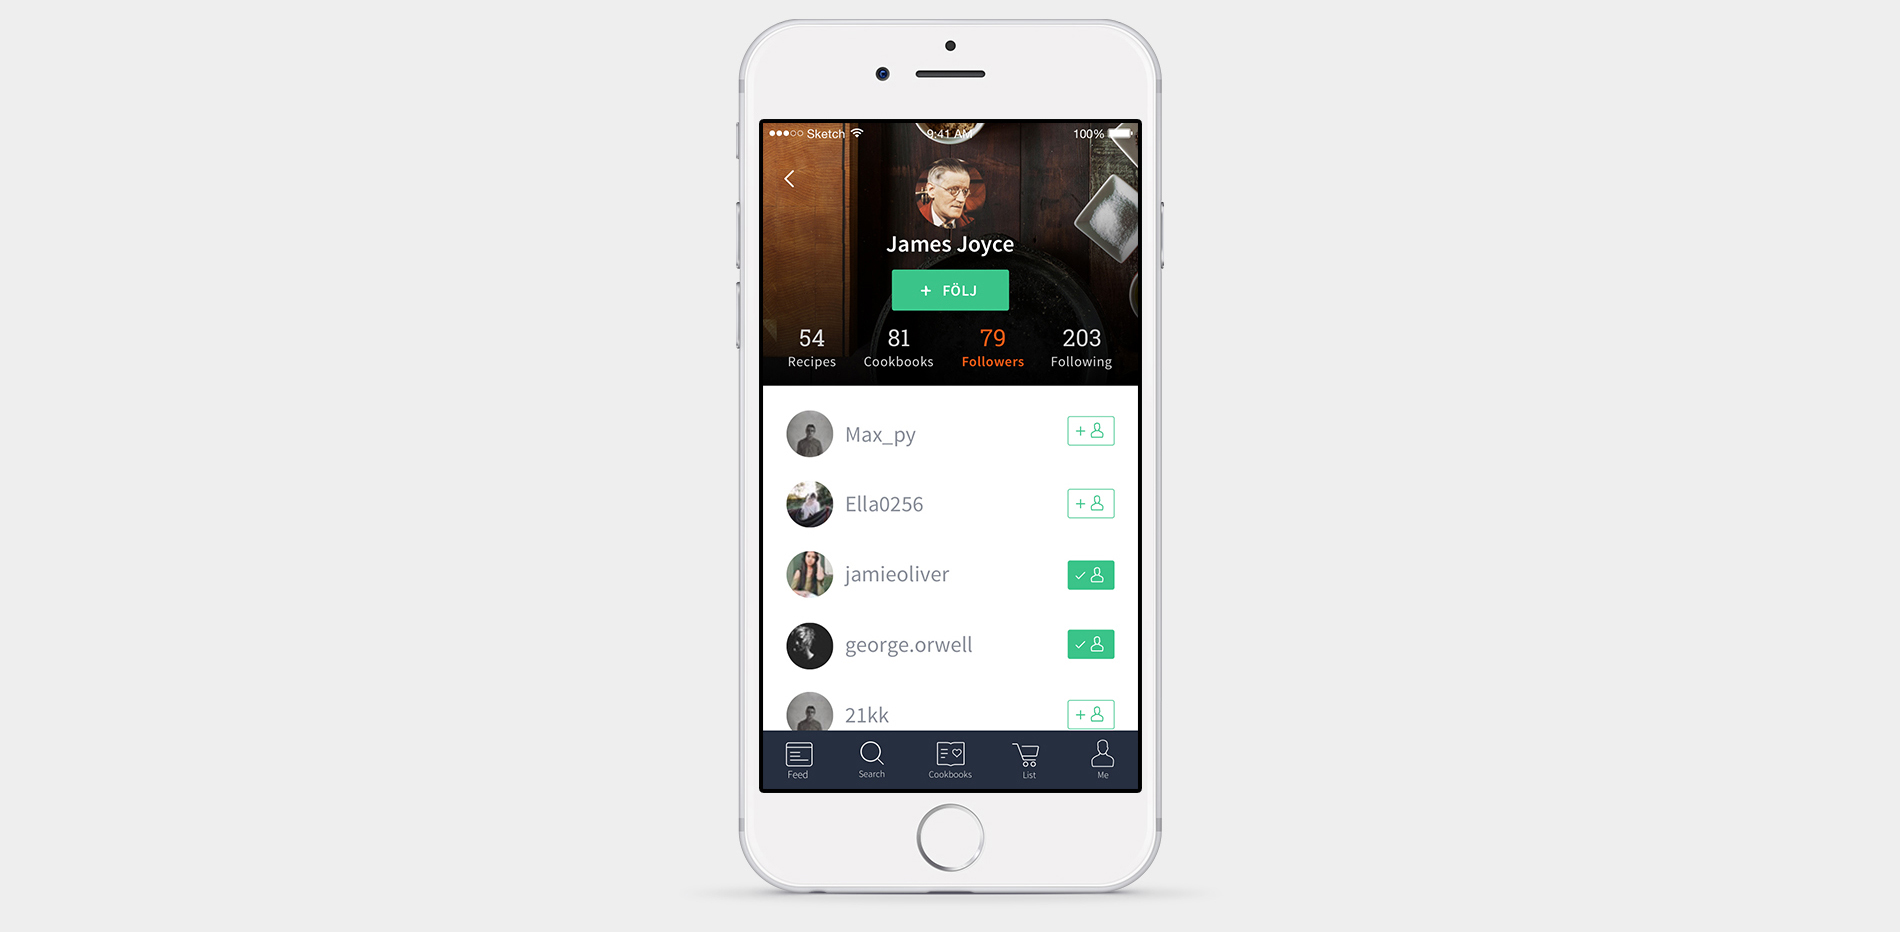 Sketch 9:41 AM 100%
James Joyce
+ FÖLJ
54 81 79 203
Recipes Cookbooks Followers Following
Max_py
Ella0256
jamieoliver
george.orwell
21kk
Feed Search Cookbooks List Me